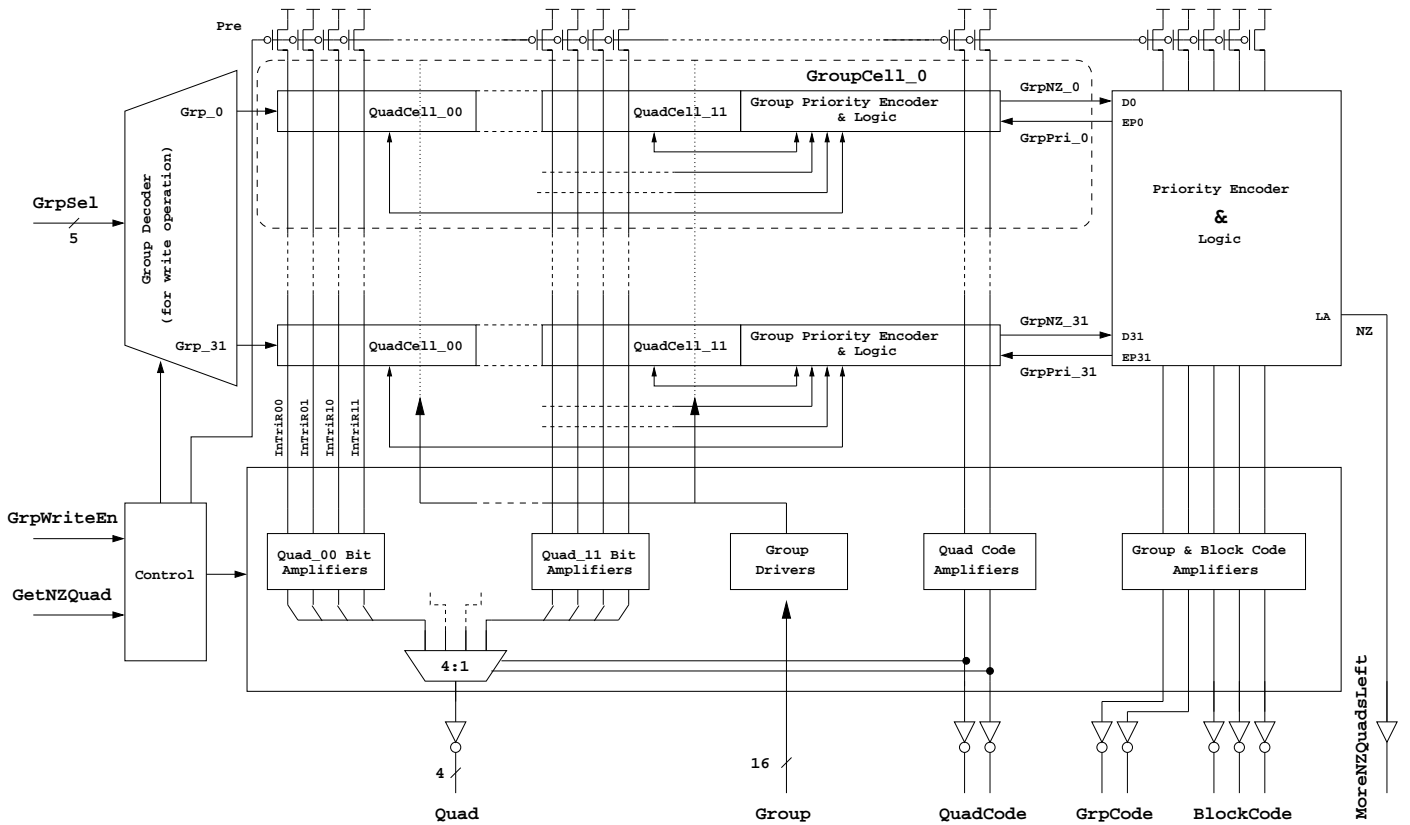 Pre
GroupCell_0
Grp_0
QuadCell_00
QuadCell_11
Group Priority Encoder
& Logic
GrpNZ_0
GrpPri_0
D0
EP0
Priority Encoder
&
Logic
GrpSel
5
Group Decoder
(for write operation)
Grp_31
QuadCell_00
QuadCell_11
Group Priority Encoder
& Logic
GrpNZ_31
GrpPri_31
D31
EP31
LA
NZ
InTriR00
InTriR01
InTriR10
InTriR11
GrpWriteEn
GetNZQuad
Control
Quad_00 Bit
Amplifiers
Quad_11 Bit
Amplifiers
Group
Drivers
Quad Code
Amplifiers
Group & Block Code
Amplifiers
4:1
4
16
MoreNZQuadsLeft
Quad
Group
QuadCode
GrpCode
BlockCode